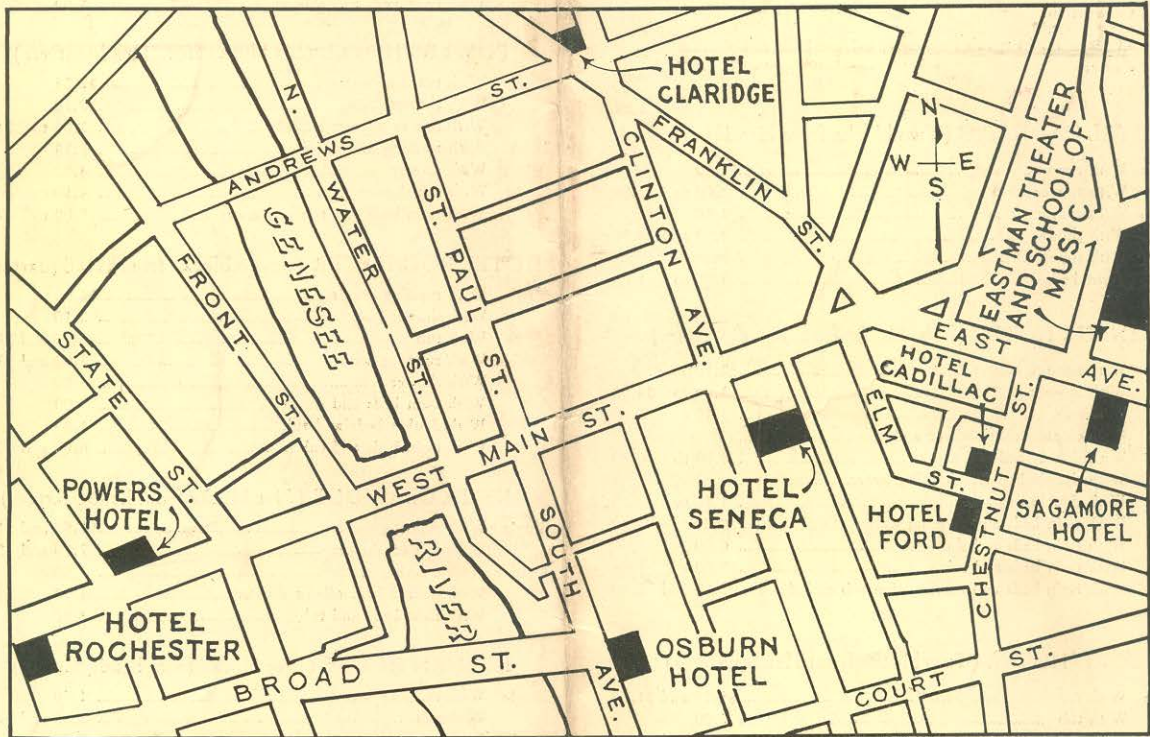 HOTEL
CLARIDGE
N.
WATER
ST.
ANDREWS
ST.
ST.
PAUL
ST.
CLINTON
AVE.
FRANKLIN
ST.
N
W E
S
EASTMAN THEATER
AND SCHOOL OF
MUSIC
GENESEE
FRONT
ST.
STATE
ST.
EAST
AVE.
HOTEL
CADILLAC
ELM
ST.
CHESTNUT
ST.
WEST MAIN ST.
POWERS
HOTEL
HOTEL
SENECA
HOTEL
FORD
SAGAMORE
HOTEL
SOUTH
AVE.
RIVER
HOTEL
ROCHESTER
OSBURN
HOTEL
BROAD ST.
COURT ST.